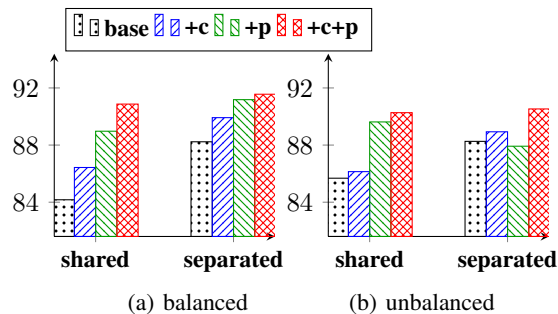 base +c +p +c+p
92 92
88 88
84 84
shared separated shared separated
(a) balanced (b) unbalanced